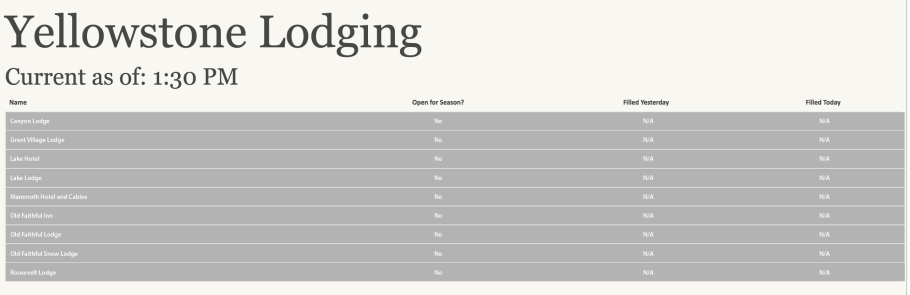 Yellowstone Lodging
Current as of: 1:30 PM
Name Open for Season? Filled Yesterday Filled Today
Canyon Lodge No N/A N/A
Grant Village Lodge No N/A N/A
Lake Hotel No N/A N/A
Lake Lodge No N/A N/A
Mammoth Hotel and Cabins No N/A N/A
Old Faithful Inn No N/A N/A
Old Faithful Lodge No N/A N/A
Old Faithful Snow Lodge No N/A N/A
Roosevelt Lodge No N/A N/A